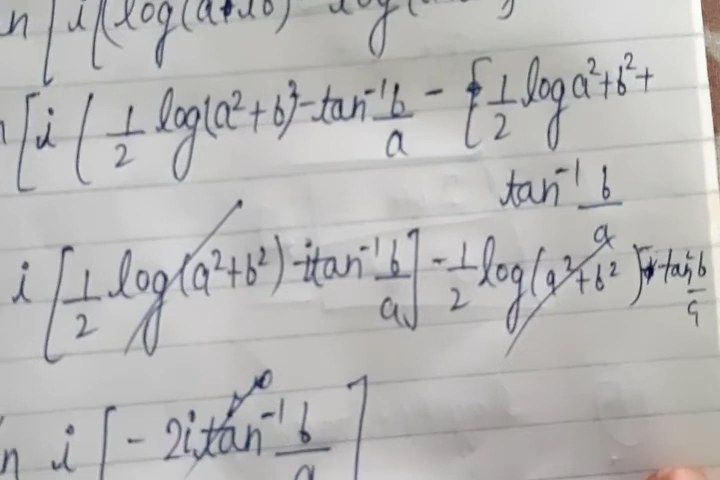 n [ i ( log(a+ib)
n [ i ( 1/2 log(a²+b²) - tan⁻¹ b/a - [ 1/2 log a²+b² +
tan⁻¹ b/a
i [ 1/2 log(a²+b²) - i tan⁻¹ b/a ] - 1/2 log(a²+b²) ] - tan⁻¹ b/a
n i [ - 2i tan⁻¹ b/a ]